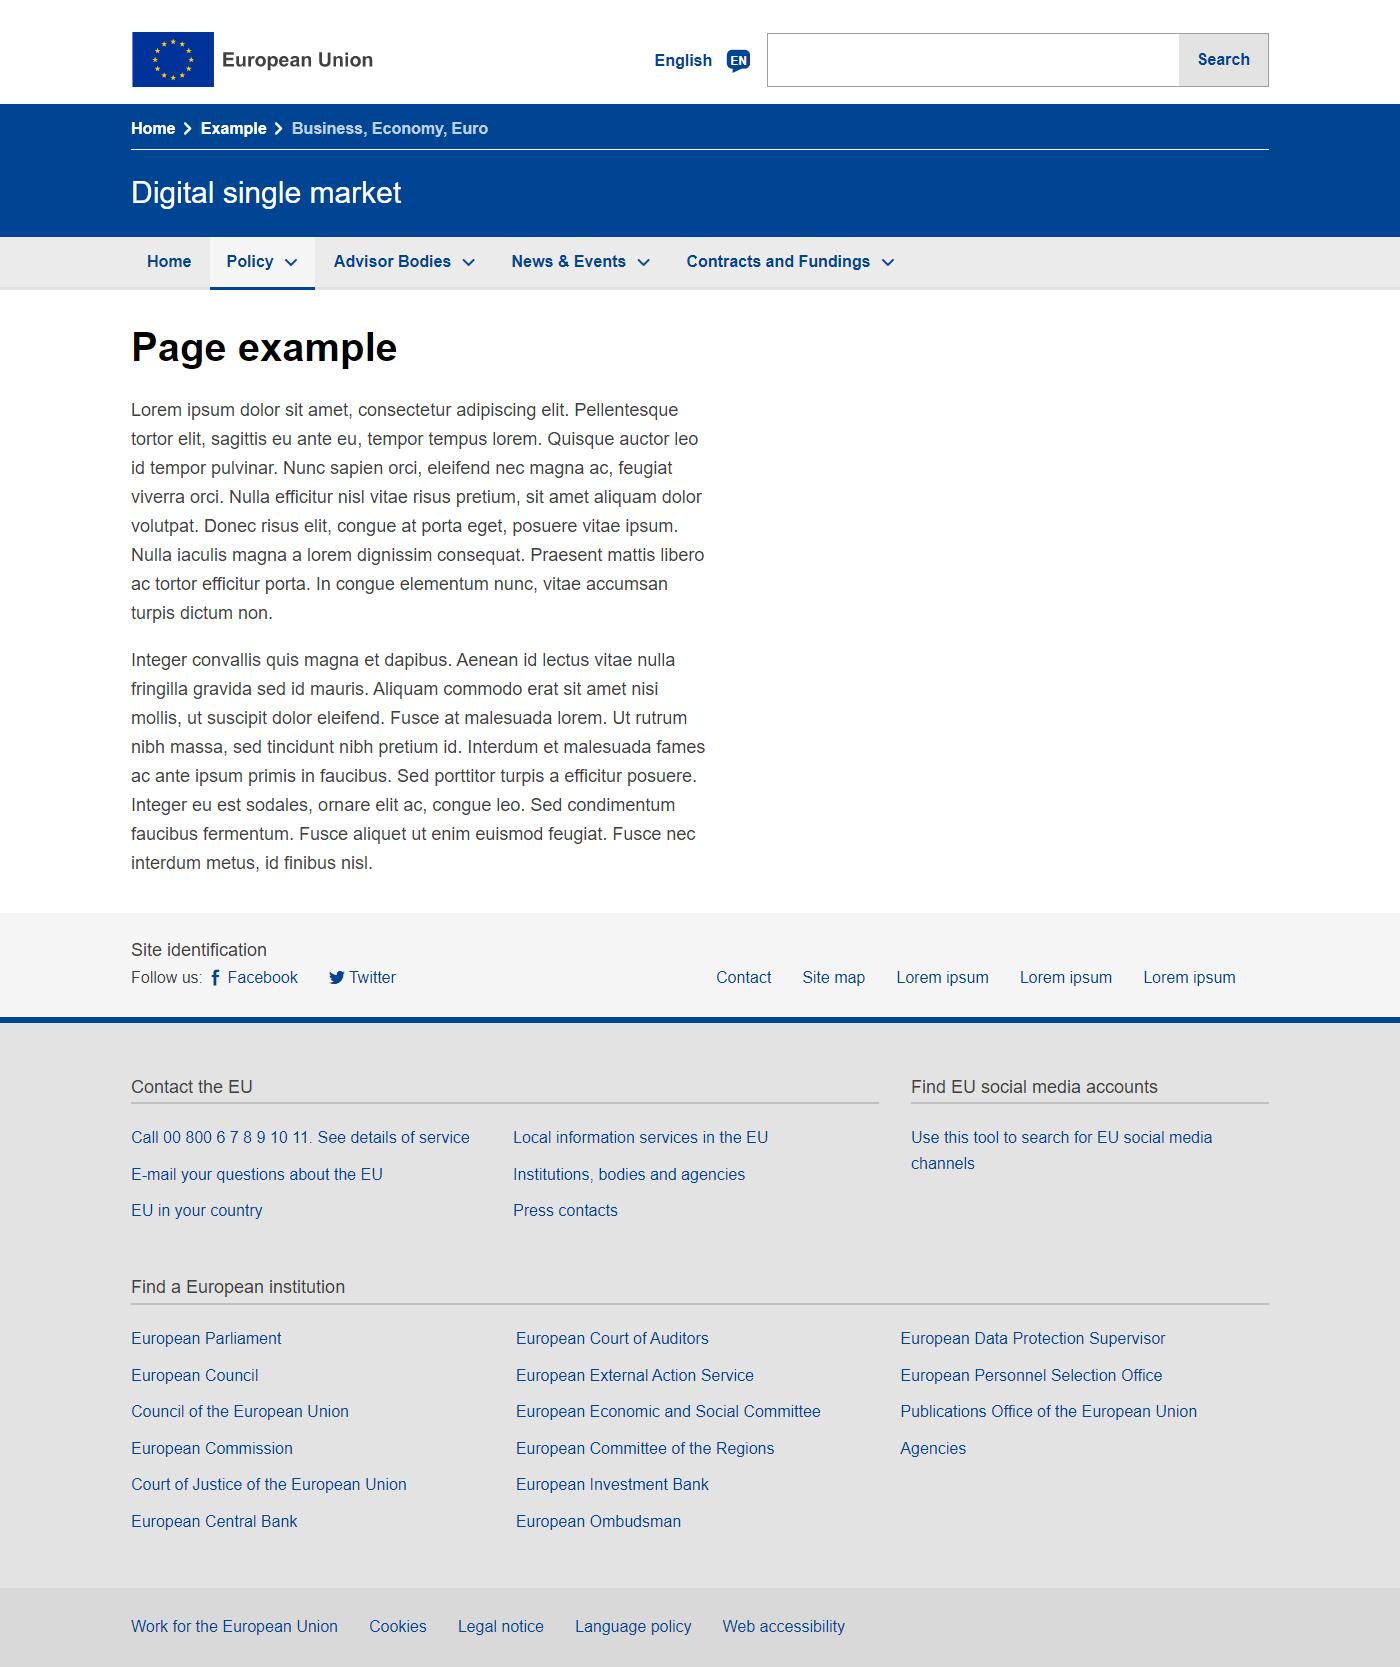 European Union
English EN Search
Home Example Business, Economy, Euro
Digital single market
Home Policy Advisor Bodies News & Events Contracts and Fundings
Page example
Lorem ipsum dolor sit amet, consectetur adipiscing elit. Pellentesque
tortor elit, sagittis eu ante eu, tempor tempus lorem. Quisque auctor leo
id tempor pulvinar. Nunc sapien orci, eleifend nec magna ac, feugiat
viverra orci. Nulla efficitur nisl vitae risus pretium, sit amet aliquam dolor
volutpat. Donec risus elit, congue at porta eget, posuere vitae ipsum.
Nulla iaculis magna a lorem dignissim consequat. Praesent mattis libero
ac tortor efficitur porta. In congue elementum nunc, vitae accumsan
turpis dictum non.
Integer convallis quis magna et dapibus. Aenean id lectus vitae nulla
fringilla gravida sed id mauris. Aliquam commodo erat sit amet nisi
mollis, ut suscipit dolor eleifend. Fusce at malesuada lorem. Ut rutrum
nibh massa, sed tincidunt nibh pretium id. Interdum et malesuada fames
ac ante ipsum primis in faucibus. Sed porttitor turpis a efficitur posuere.
Integer eu est sodales, ornare elit ac, congue leo. Sed condimentum
faucibus fermentum. Fusce aliquet ut enim euismod feugiat. Fusce nec
interdum metus, id finibus nisl.
Site identification
Follow us: Facebook Twitter Contact Site map Lorem ipsum Lorem ipsum Lorem ipsum
Contact the EU
Call 00 800 6 7 8 9 10 11. See details of service
E-mail your questions about the EU
EU in your country
Local information services in the EU
Institutions, bodies and agencies
Press contacts
Find EU social media accounts
Use this tool to search for EU social media
channels
Find a European institution
European Parliament
European Council
Council of the European Union
European Commission
Court of Justice of the European Union
European Central Bank
European Court of Auditors
European External Action Service
European Economic and Social Committee
European Committee of the Regions
European Investment Bank
European Ombudsman
European Data Protection Supervisor
European Personnel Selection Office
Publications Office of the European Union
Agencies
Work for the European Union Cookies Legal notice Language policy Web accessibility